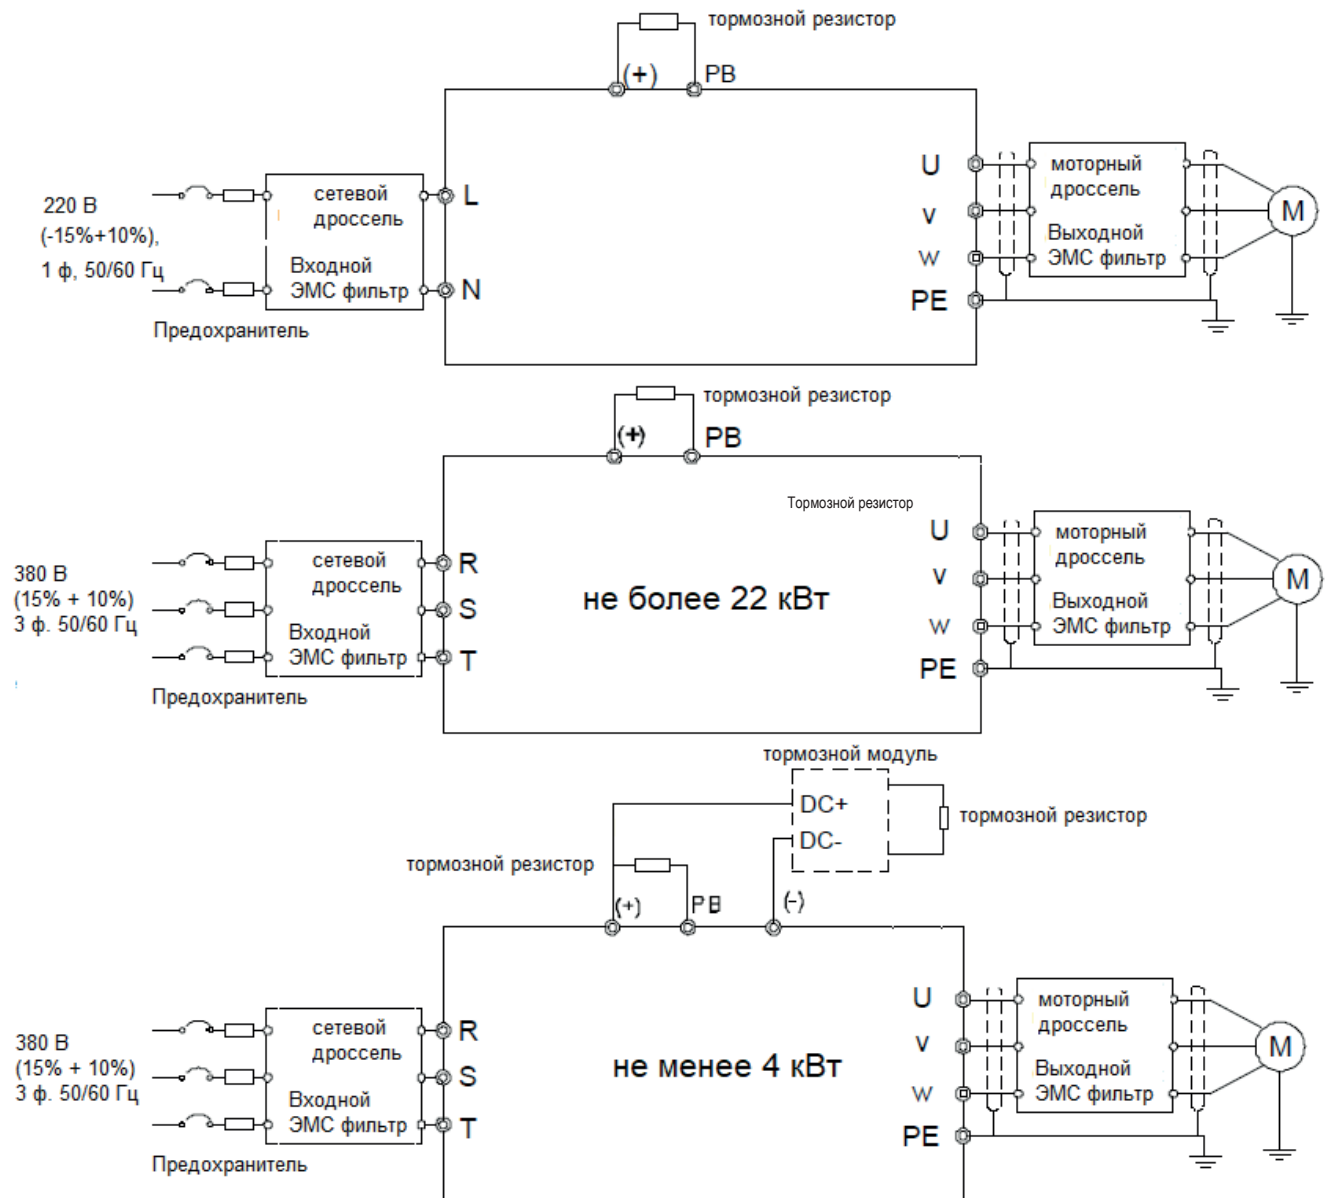 тормозной резистор
(+) PB
220 В
(-15%+10%),
1 ф, 50/60 Гц
сетевой
дроссель
Входной
ЭМС фильтр
Предохранитель
L
N
U
V
W
PE
моторный
дроссель
Выходной
ЭМС фильтр
M
тормозной резистор
(+) PB
Тормозной резистор
380 В
(15% + 10%)
3 ф. 50/60 Гц
сетевой
дроссель
Входной
ЭМС фильтр
Предохранитель
R
S
T
не более 22 кВт
U
V
W
PE
моторный
дроссель
Выходной
ЭМС фильтр
M
тормозной модуль
DC+
DC-
тормозной резистор
тормозной резистор
(+) PB (-)
380 В
(15% + 10%)
3 ф. 50/60 Гц
сетевой
дроссель
Входной
ЭМС фильтр
Предохранитель
R
S
T
не менее 4 кВт
U
V
W
PE
моторный
дроссель
Выходной
ЭМС фильтр
M